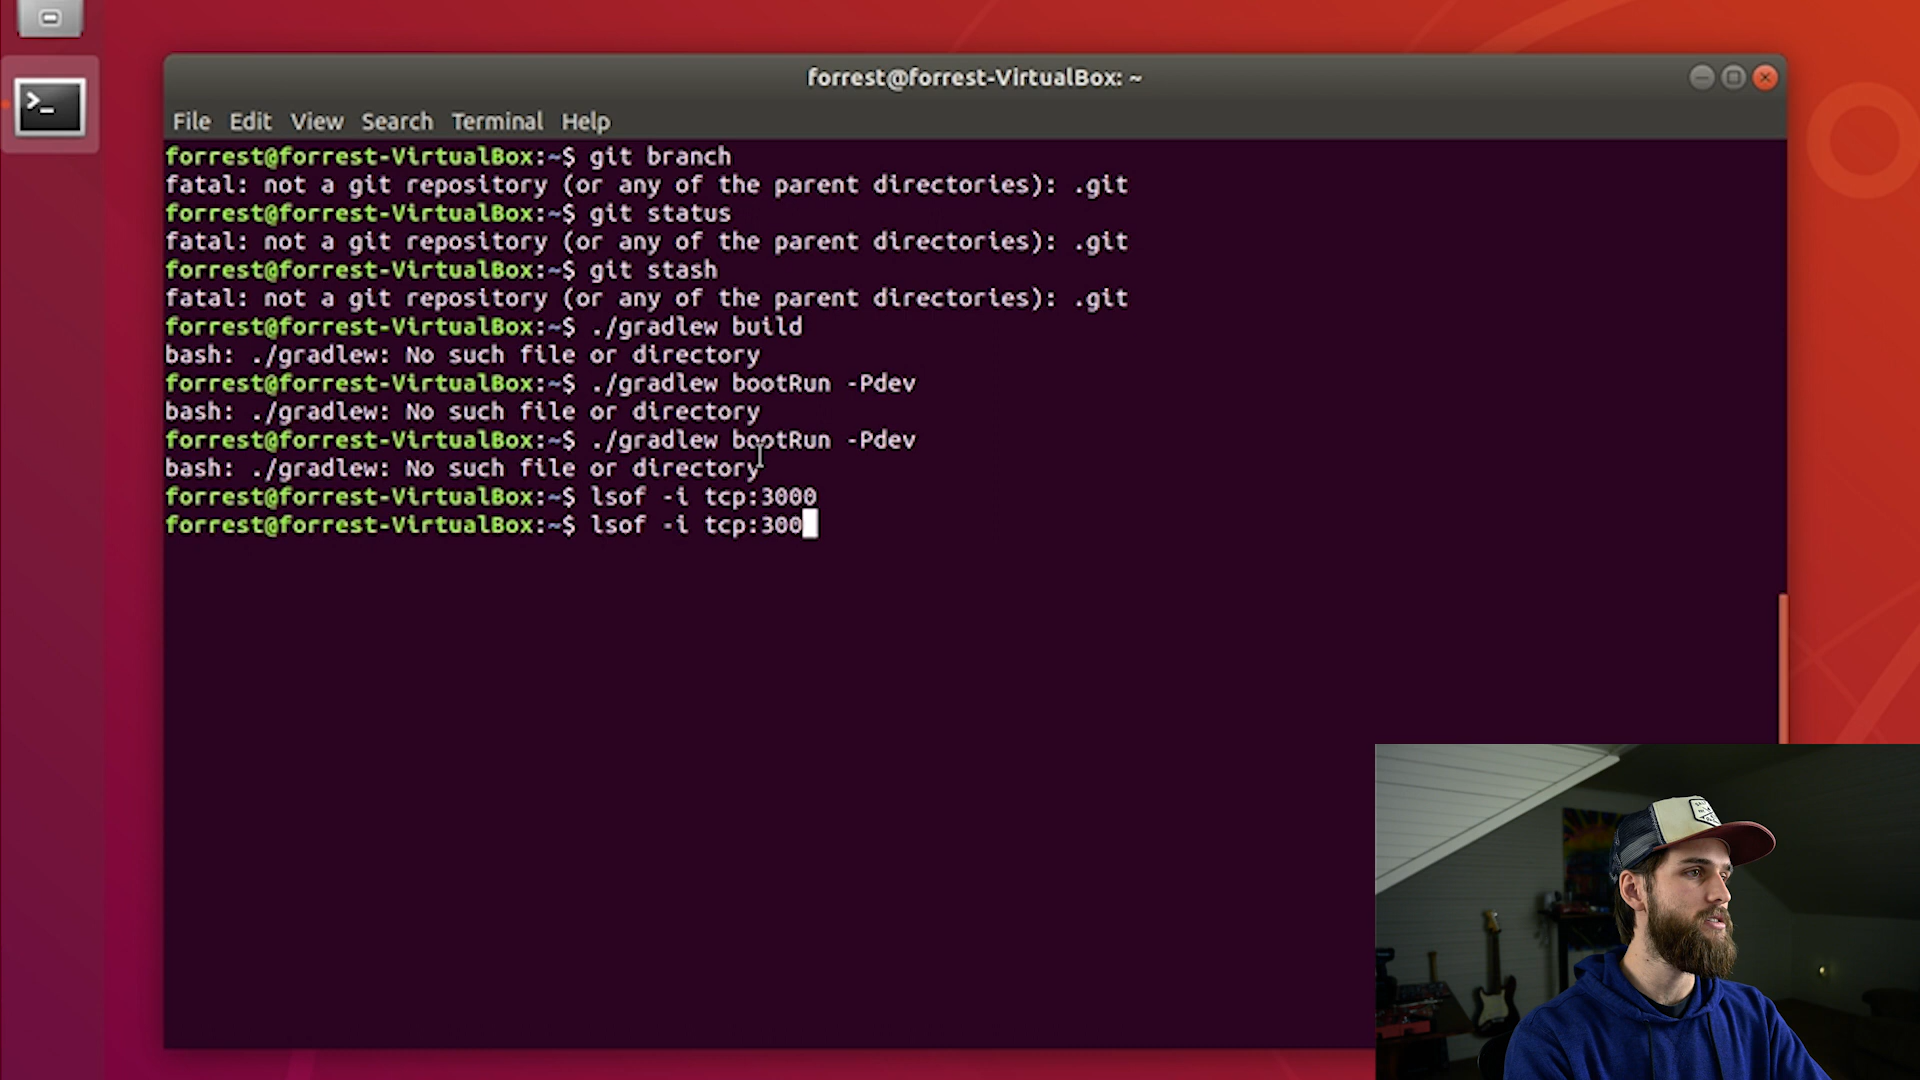 forrest@forrest-VirtualBox: ~
File Edit View Search Terminal Help
forrest@forrest-VirtualBox:~$ git branch
fatal: not a git repository (or any of the parent directories): .git
forrest@forrest-VirtualBox:~$ git status
fatal: not a git repository (or any of the parent directories): .git
forrest@forrest-VirtualBox:~$ git stash
fatal: not a git repository (or any of the parent directories): .git
forrest@forrest-VirtualBox:~$ ./gradlew build
bash: ./gradlew: No such file or directory
forrest@forrest-VirtualBox:~$ ./gradlew bootRun -Pdev
bash: ./gradlew: No such file or directory
forrest@forrest-VirtualBox:~$ ./gradlew bootRun -Pdev
bash: ./gradlew: No such file or directory
forrest@forrest-VirtualBox:~$ lsof -i tcp:3000
forrest@forrest-VirtualBox:~$ lsof -i tcp:300